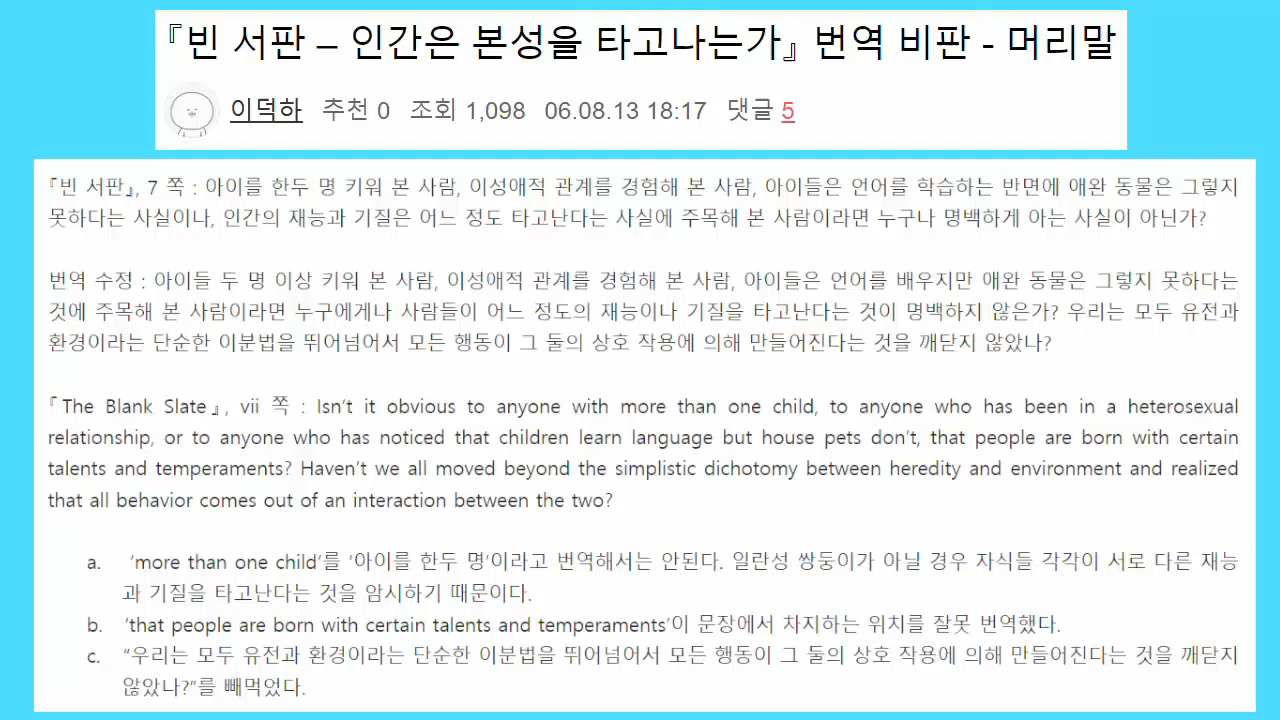 『빈 서판 – 인간은 본성을 타고나는가』 번역 비판 - 머리말
이덕하 추천 0 조회 1,098 06.08.13 18:17 댓글 5
『빈 서판』, 7 쪽 : 아이를 한두 명 키워 본 사람, 이성애적 관계를 경험해 본 사람, 아이들은 언어를 학습하는 반면에 애완 동물은 그렇지
못하다는 사실이나, 인간의 재능과 기질은 어느 정도 타고난다는 사실에 주목해 본 사람이라면 누구나 명백하게 아는 사실이 아닌가?
번역 수정 : 아이들 두 명 이상 키워 본 사람, 이성애적 관계를 경험해 본 사람, 아이들은 언어를 배우지만 애완 동물은 그렇지 못하다는
것에 주목해 본 사람이라면 누구에게나 사람들이 어느 정도의 재능이나 기질을 타고난다는 것이 명백하지 않은가? 우리는 모두 유전과
환경이라는 단순한 이분법을 뛰어넘어서 모든 행동이 그 둘의 상호 작용에 의해 만들어진다는 것을 깨닫지 않았나?
『The Blank Slate』, vii 쪽 : Isn’t it obvious to anyone with more than one child, to anyone who has been in a heterosexual
relationship, or to anyone who has noticed that children learn language but house pets don’t, that people are born with certain
talents and temperaments? Haven’t we all moved beyond the simplistic dichotomy between heredity and environment and realized
that all behavior comes out of an interaction between the two?
a. ‘more than one child’를 ‘아이를 한두 명’이라고 번역해서는 안된다. 일란성 쌍둥이가 아닐 경우 자식들 각각이 서로 다른 재능
과 기질을 타고난다는 것을 암시하기 때문이다.
b. ‘that people are born with certain talents and temperaments’이 문장에서 차지하는 위치를 잘못 번역했다.
c. “우리는 모두 유전과 환경이라는 단순한 이분법을 뛰어넘어서 모든 행동이 그 둘의 상호 작용에 의해 만들어진다는 것을 깨닫지
않았나?”를 빼먹었다.